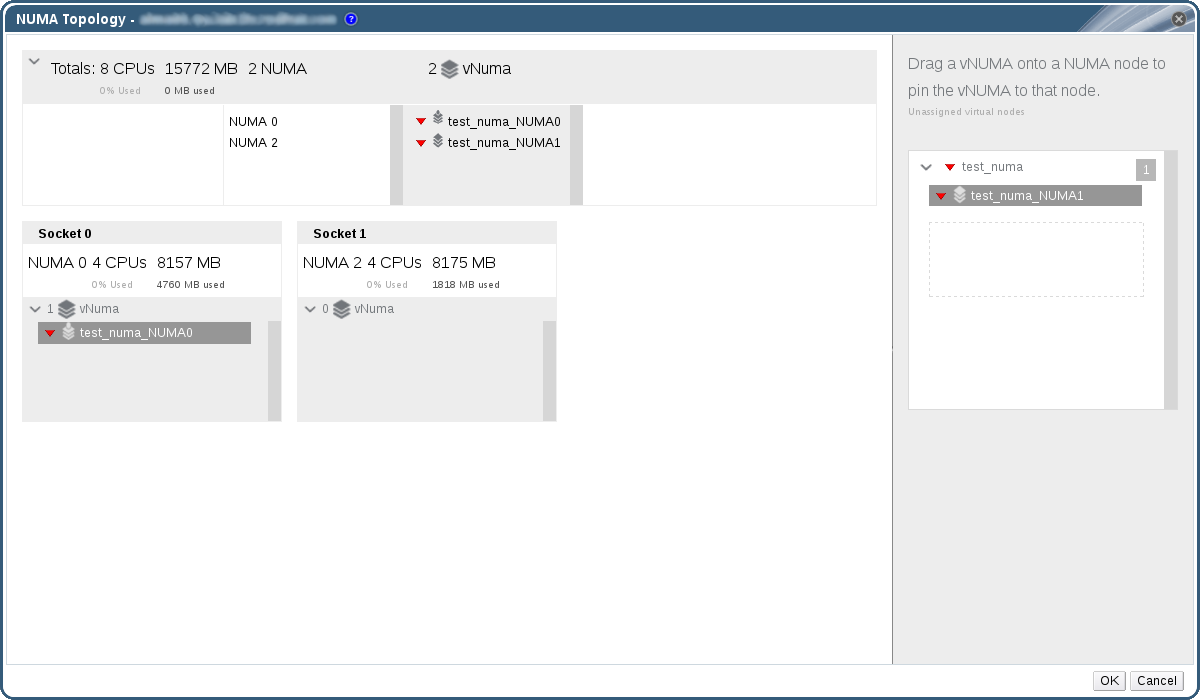 NUMA Topology -
?
Totals: 8 CPUs 15772 MB 2 NUMA 2 vNuma
0% Used 0 MB used
NUMA 0
NUMA 2
test_numa_NUMA0
test_numa_NUMA1
Socket 0
NUMA 0 4 CPUs 8157 MB
0% Used 4760 MB used
1 vNuma
test_numa_NUMA0
Socket 1
NUMA 2 4 CPUs 8175 MB
0% Used 1818 MB used
0 vNuma
Drag a vNUMA onto a NUMA node to
pin the vNUMA to that node.
Unassigned virtual nodes
test_numa 1
test_numa_NUMA1
OK Cancel